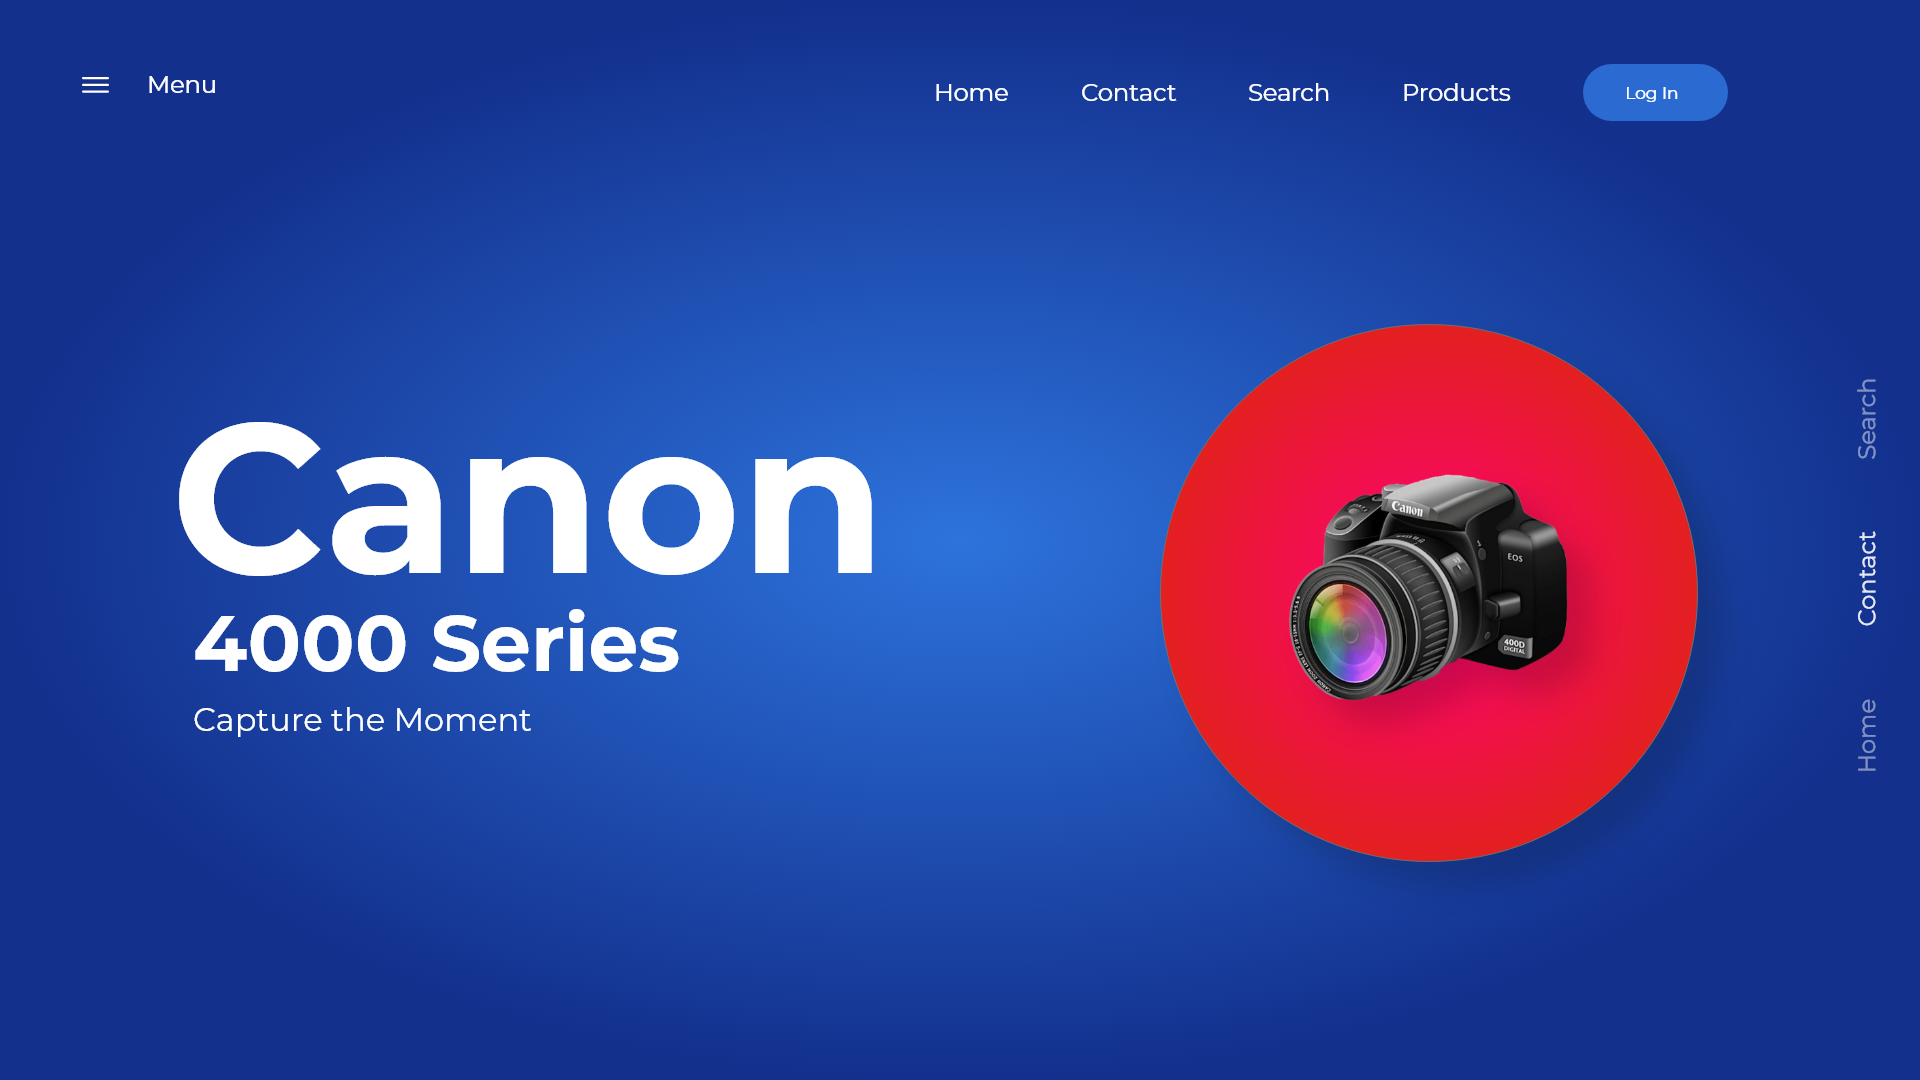 Menu
Home
Contact
Search
Products
Log In
Canon
4000 Series
Capture the Moment
Canon
EOS
400D
DIGITAL
Search
Contact
Home